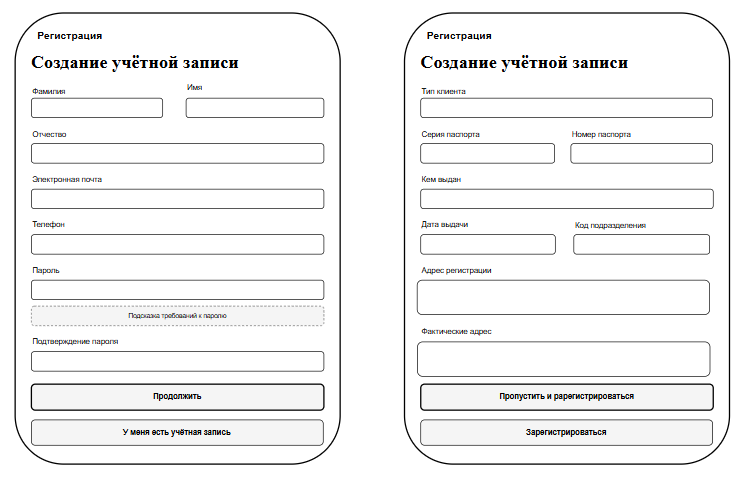 Регистрация
Создание учётной записи
Фамилия
Имя
Отчество
Электронная почта
Телефон
Пароль
Подсказка требований к паролю
Подтверждение пароля
Продолжить
У меня есть учётная запись
Регистрация
Создание учётной записи
Тип клиента
Серия паспорта
Номер паспорта
Кем выдан
Дата выдачи
Код подразделения
Адрес регистрации
Фактические адрес
Пропустить и рарегистрироваться
Зарегистрироваться